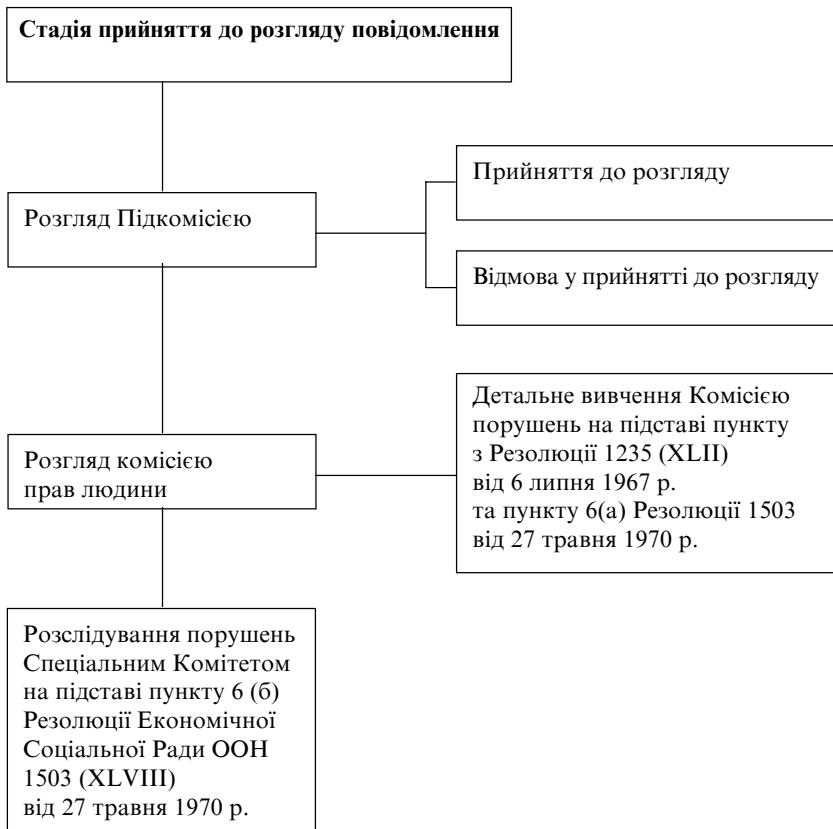 Стадія прийняття до розгляду повідомлення
Розгляд Підкомісією
Прийняття до розгляду
Відмова у прийнятті до розгляду
Розгляд комісією
прав людини
Детальне вивчення Комісією
порушень на підставі пункту
з Резолюції 1235 (XLII)
від 6 липня 1967 р.
та пункту 6(а) Резолюції 1503
від 27 травня 1970 р.
Розслідування порушень
Спеціальним Комітетом
на підставі пункту 6 (б)
Резолюції Економічної
Соціальної Ради ООН
1503 (XLVIII)
від 27 травня 1970 р.